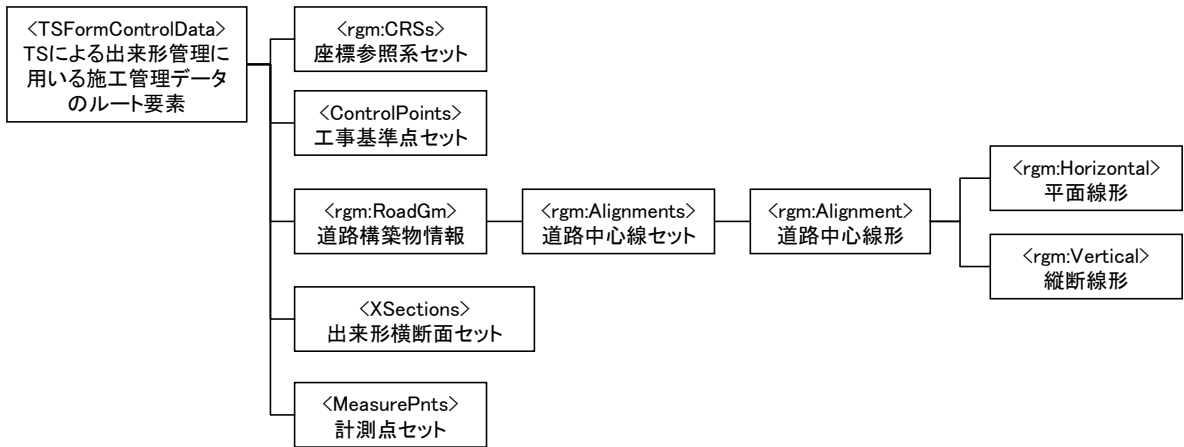 <TSFormControlData>
TSによる出来形管理に
用いる施工管理データ
のルート要素
<rgm:CRSs>
座標参照系セット
<ControlPoints>
工事基準点セット
<rgm:RoadGm>
道路構築物情報
<rgm:Alignments>
道路中心線セット
<rgm:Alignment>
道路中心線形
<rgm:Horizontal>
平面線形
<rgm:Vertical>
縦断線形
<XSections>
出来形横断面セット
<MeasurePnts>
計測点セット